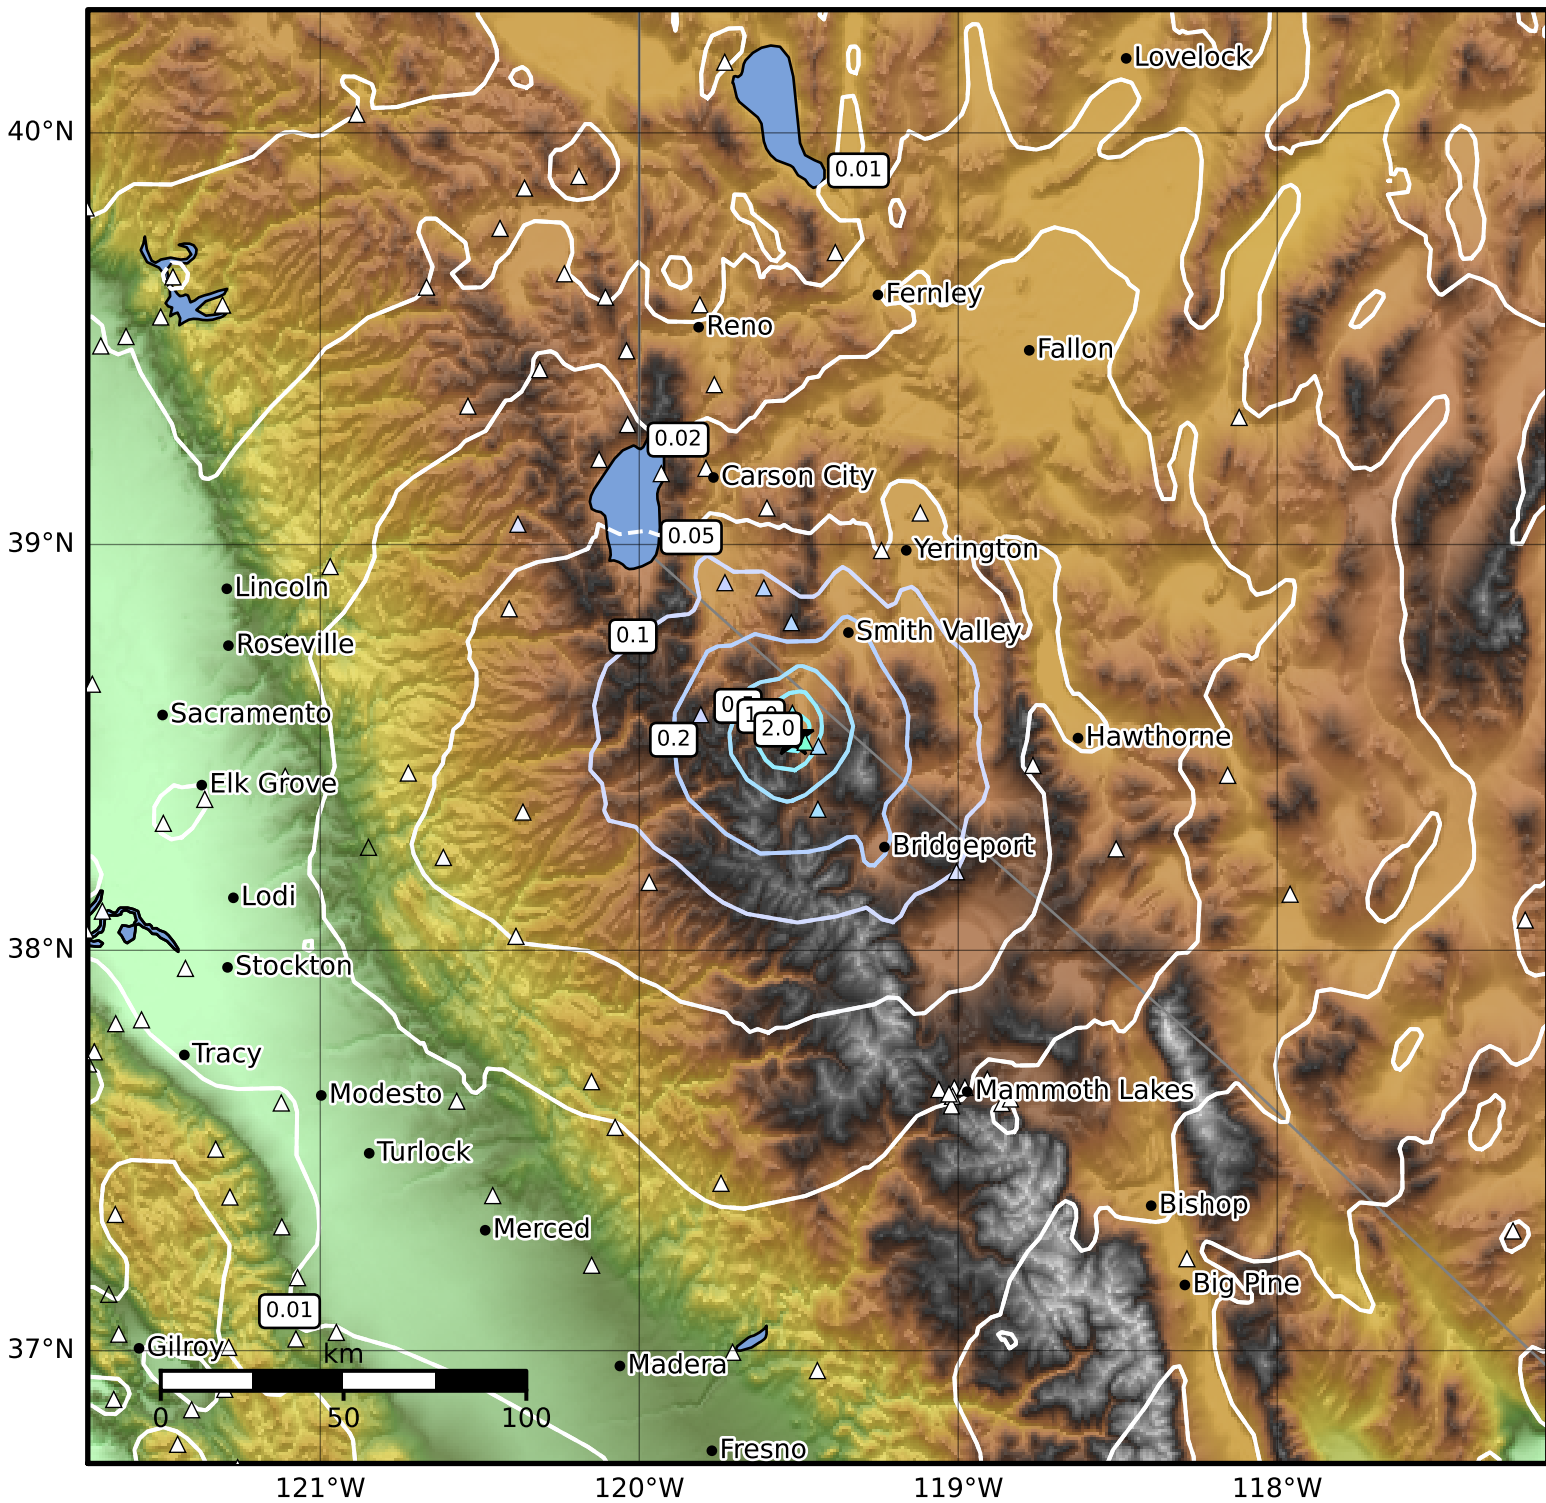 Lovelock
40°N
0.01
Fernley
Reno
Fallon
0.02
Carson City
0.05
39°N
Yerington
Lincoln
Smith Valley
0.1
Roseville
Sacramento
2.0
0.2
Hawthorne
Elk Grove
Bridgeport
Lodi
38°N
Stockton
Tracy
Modesto
Mammoth Lakes
Turlock
Bishop
Merced
Big Pine
0.01
37°N
Gilroy
km
Madera
0 50 100
Fresno
121°W 120°W 119°W 118°W